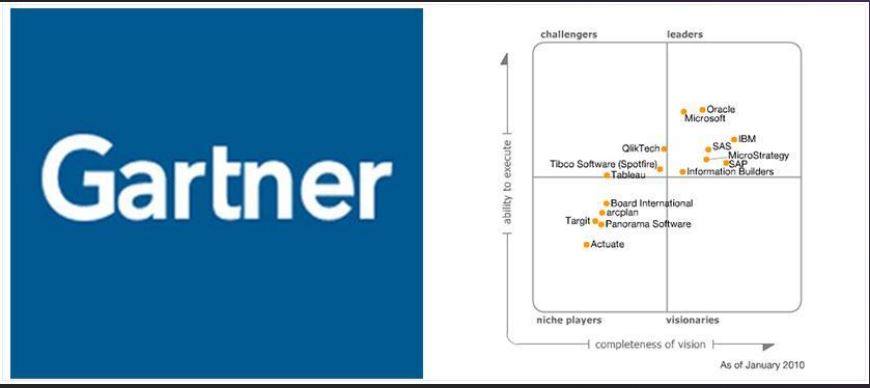 Gartner
challengers
leaders
Oracle
Microsoft
IBM
QlikTech
SAS
MicroStrategy
Tibco Software (Spotfire)
SAP
Tableau
Information Builders
Board International
arcplan
Targit
Panorama Software
Actuate
ability to execute
niche players
visionaries
completeness of vision
As of January 2010